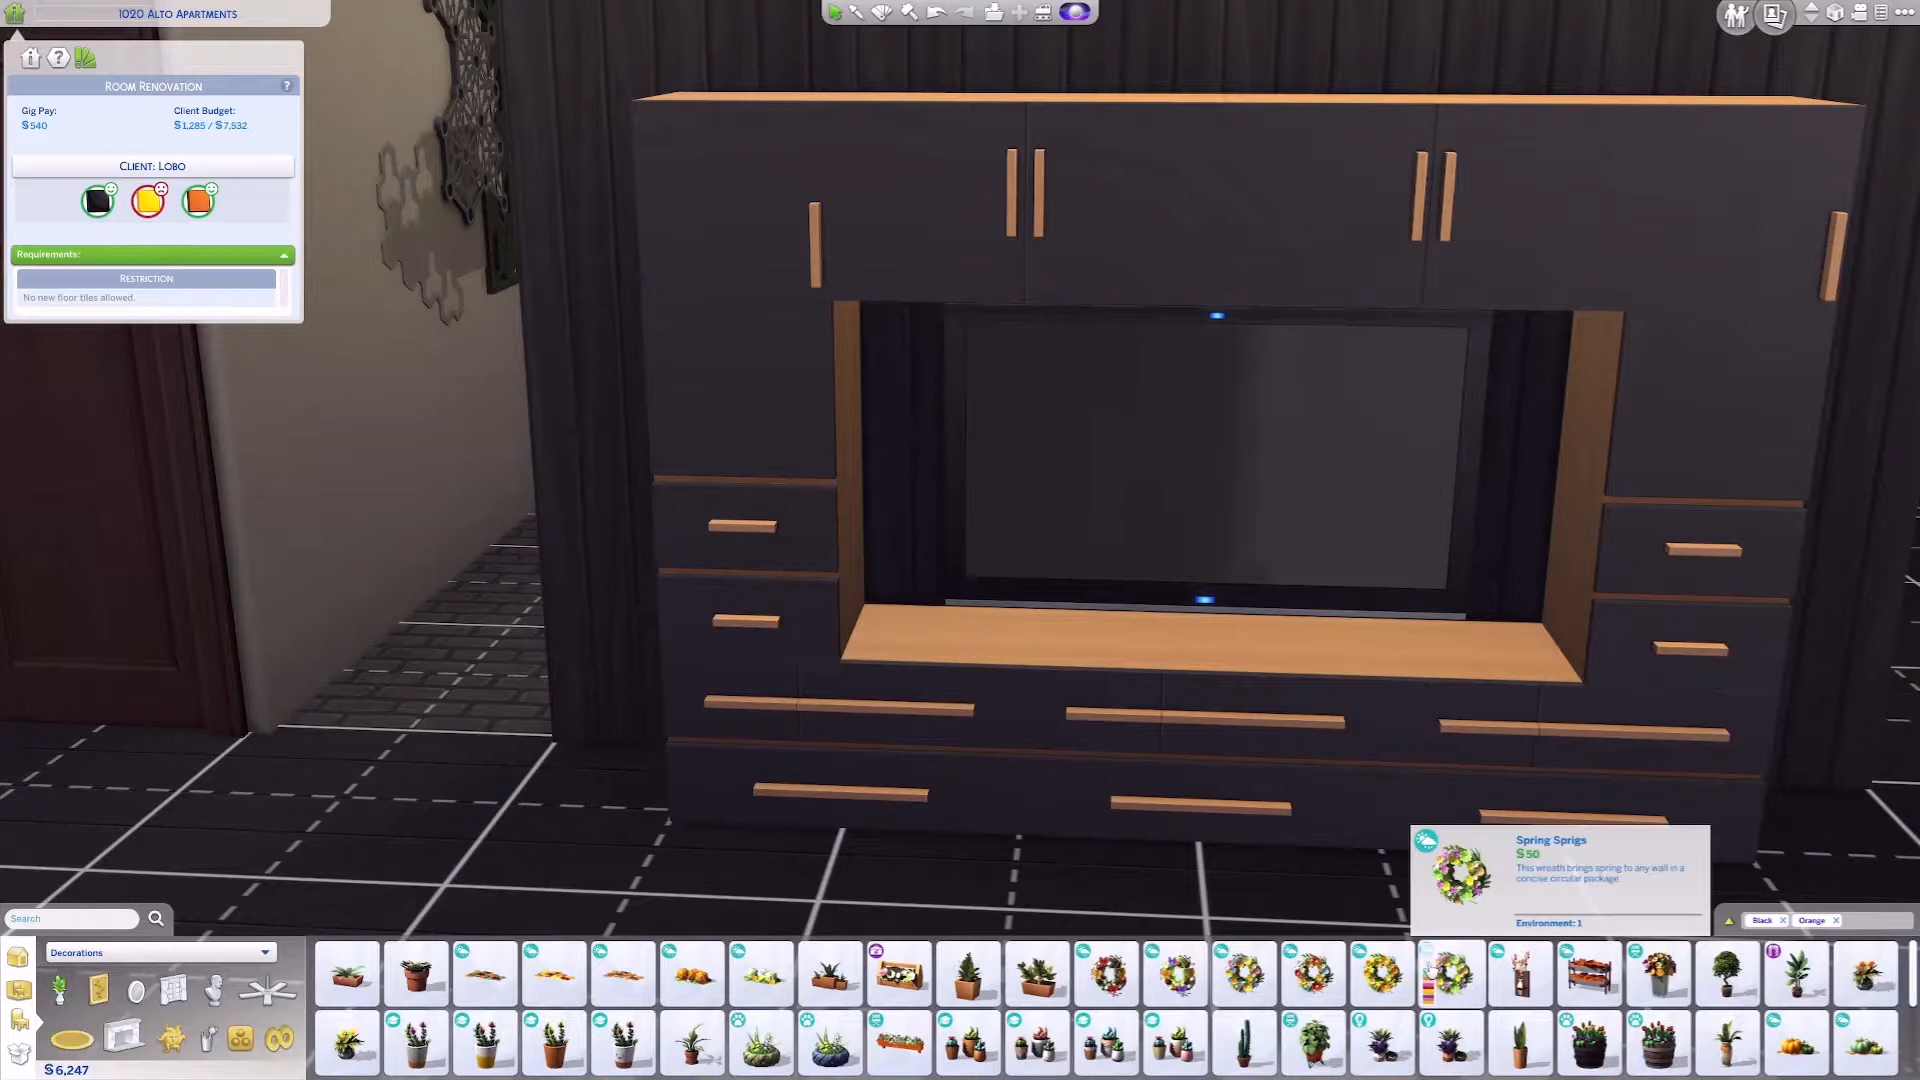 1020 Alto Apartments
Room Renovation
?
Gig Pay:
§540
Client Budget:
§1,285 / §7,532
Client: Lobo
Requirements:
Restriction
No new floor tiles allowed.
Spring Sprigs
§50
This wreath brings spring to any wall in a
concise circular package.
Environment: 1
Search
Black
Orange
Decorations
§6,247